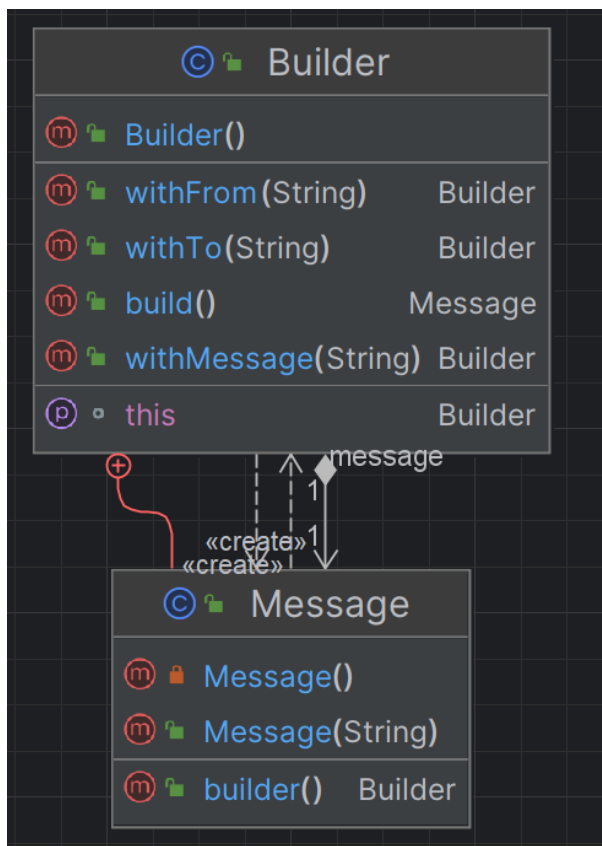 C Builder
m Builder()
m withFrom(String) Builder
m withTo(String) Builder
m build() Message
m withMessage(String) Builder
p this Builder
message
1
1
«create»
«create»
C Message
m Message()
m Message(String)
m builder() Builder